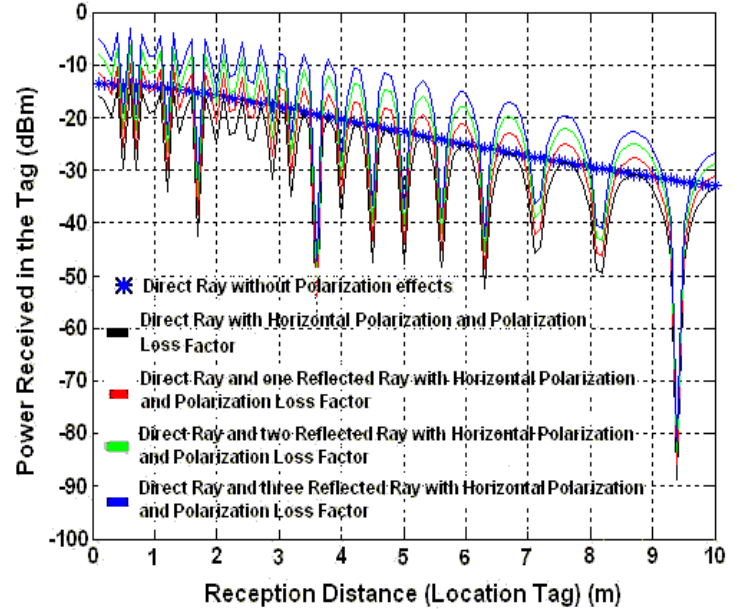 0
-10
-20
-30
-40
-50
-60
-70
-80
-90
-100
Power Received in the Tag (dBm)
Direct Ray without Polarization effects
Direct Ray with Horizontal Polarization and Polarization
Loss Factor
Direct Ray and one Reflected Ray with Horizontal Polarization
and Polarization Loss Factor
Direct Ray and two Reflected Ray with Horizontal Polarization
and Polarization Loss Factor
Direct Ray and three Reflected Ray with Horizontal Polarization
and Polarization Loss Factor
0 1 2 3 4 5 6 7 8 9 10
Reception Distance (Location Tag) (m)